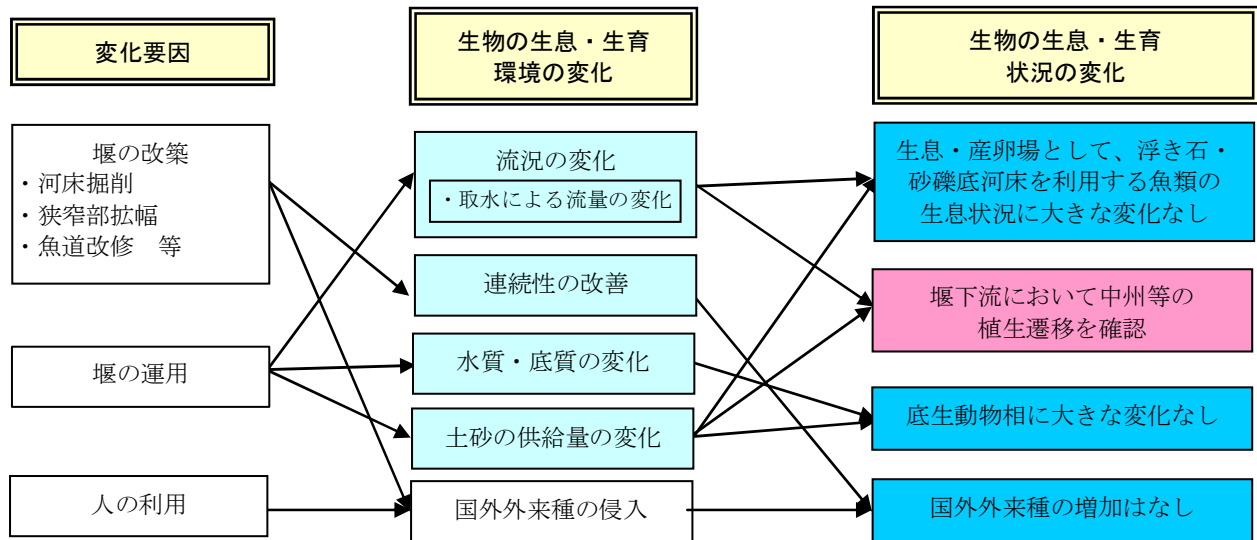 変化要因
生物の生息・生育
環境の変化
生物の生息・生育
状況の変化
堰の改築
・河床掘削
・狭窄部拡幅
・魚道改修　等
堰の運用
人の利用
流況の変化
・取水による流量の変化
連続性の改善
水質・底質の変化
土砂の供給量の変化
国外外来種の侵入
生息・産卵場として、浮き石・
砂礫底河床を利用する魚類の
生息状況に大きな変化なし
堰下流において中州等の
植生遷移を確認
底生動物相に大きな変化なし
国外外来種の増加はなし